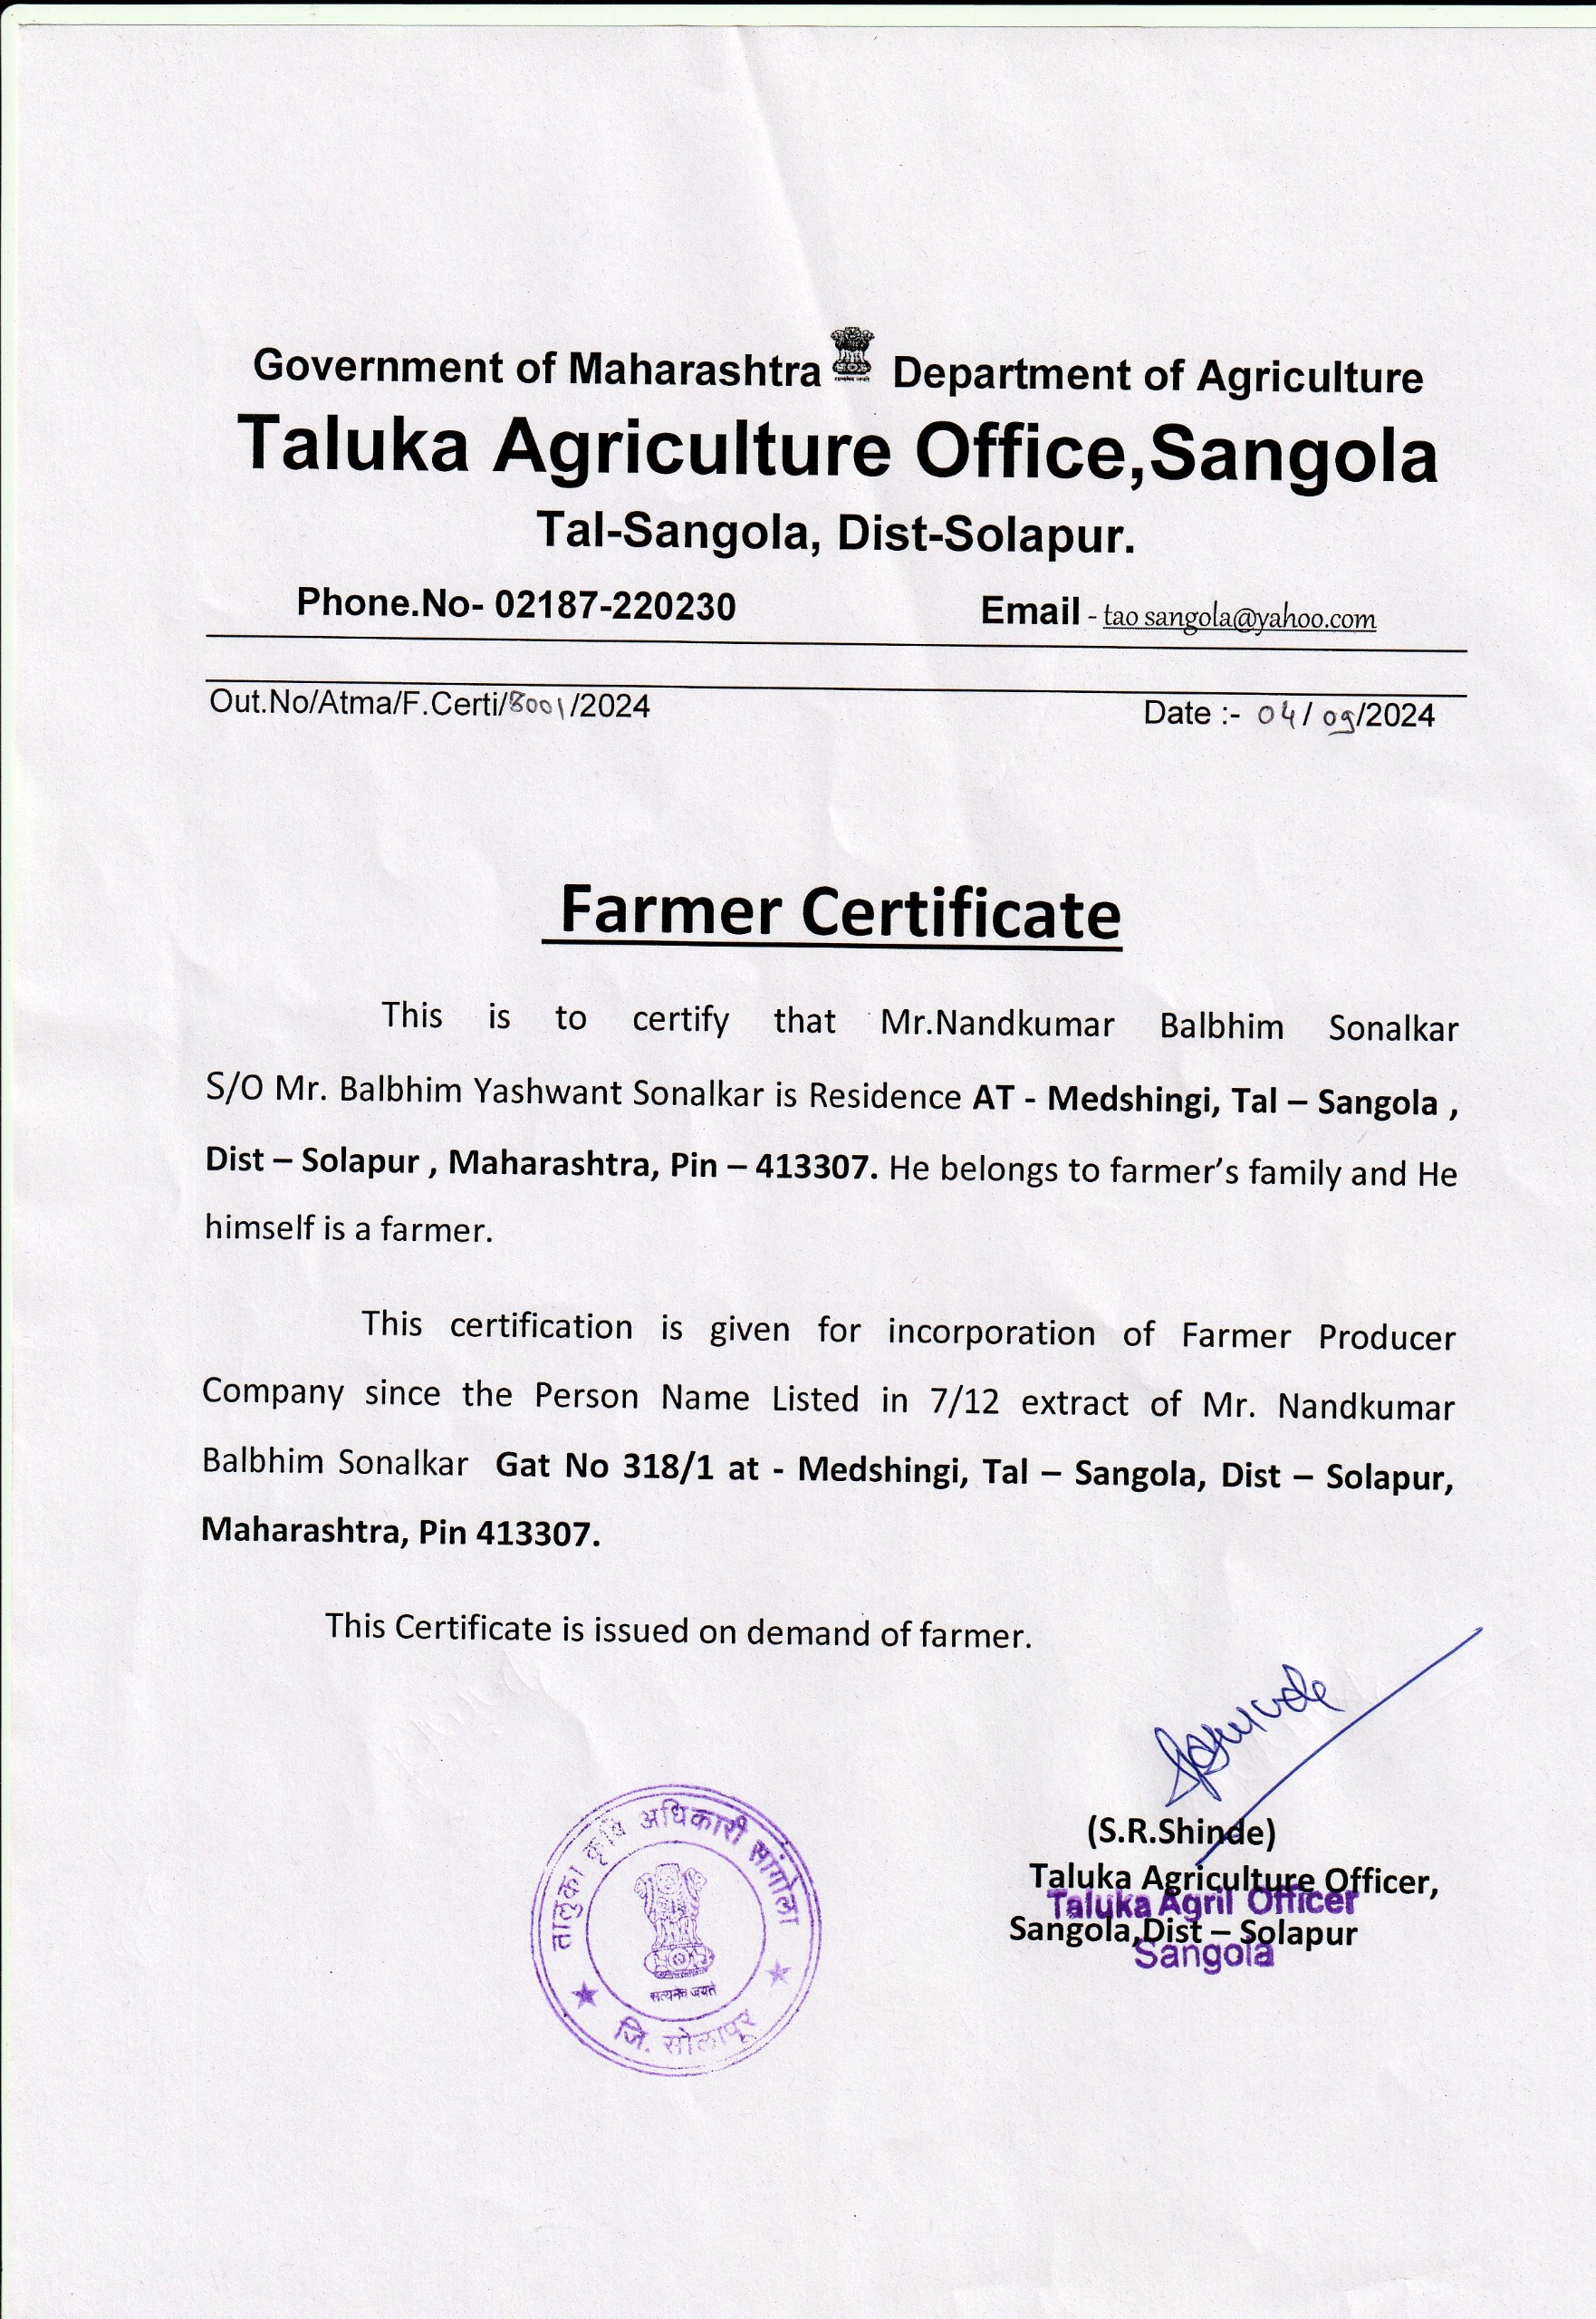 Government of Maharashtra Department of Agriculture
Taluka Agriculture Office,Sangola
Tal-Sangola, Dist-Solapur.
Phone.No- 02187-220230 Email - tao sangola@yahoo.com
Out.No/Atma/F.Certi/8001/2024 Date :- 04/09/2024
Farmer Certificate
This is to certify that Mr.Nandkumar Balbhim Sonalkar
S/O Mr. Balbhim Yashwant Sonalkar is Residence AT - Medshingi, Tal – Sangola ,
Dist – Solapur , Maharashtra, Pin – 413307. He belongs to farmer’s family and He
himself is a farmer.
This certification is given for incorporation of Farmer Producer
Company since the Person Name Listed in 7/12 extract of Mr. Nandkumar
Balbhim Sonalkar Gat No 318/1 at - Medshingi, Tal – Sangola, Dist – Solapur,
Maharashtra, Pin 413307.
This Certificate is issued on demand of farmer.
Shinde
(S.R.Shinde)
Taluka Agriculture Officer,
Taluka Agril Officer
Sangola,Dist – Solapur
Sangola
तालुका कृषि अधिकारी सांगोला
सत्यमेव जयते
जि. सोलापूर